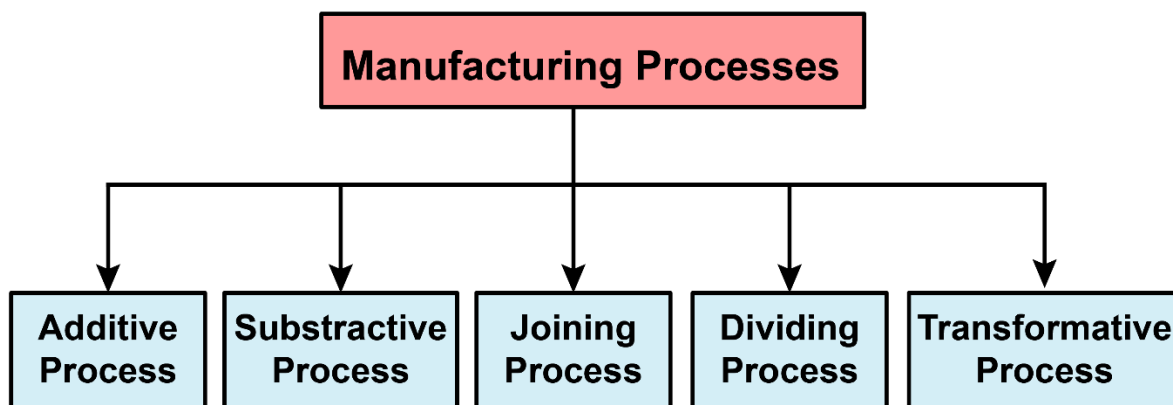 Manufacturing Processes
Additive
Process
Substractive
Process
Joining
Process
Dividing
Process
Transformative
Process